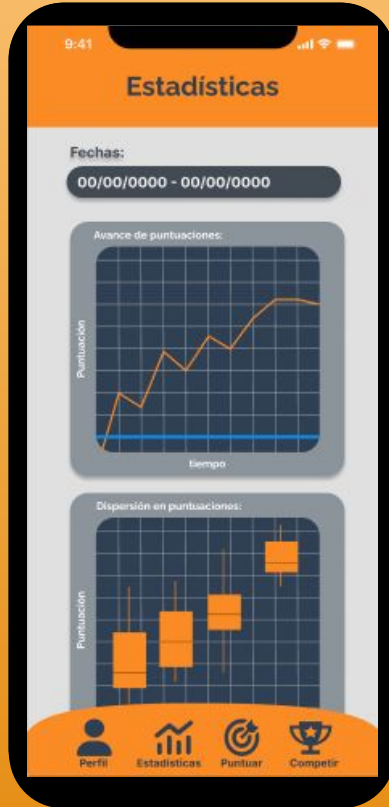 9:41
Estadísticas
Fechas:
00/00/0000 - 00/00/0000
Avance de puntuaciones:
Puntuación
tiempo
Dispersión en puntuaciones:
Puntuación
Perfil
Estadísticas
Puntuar
Competir